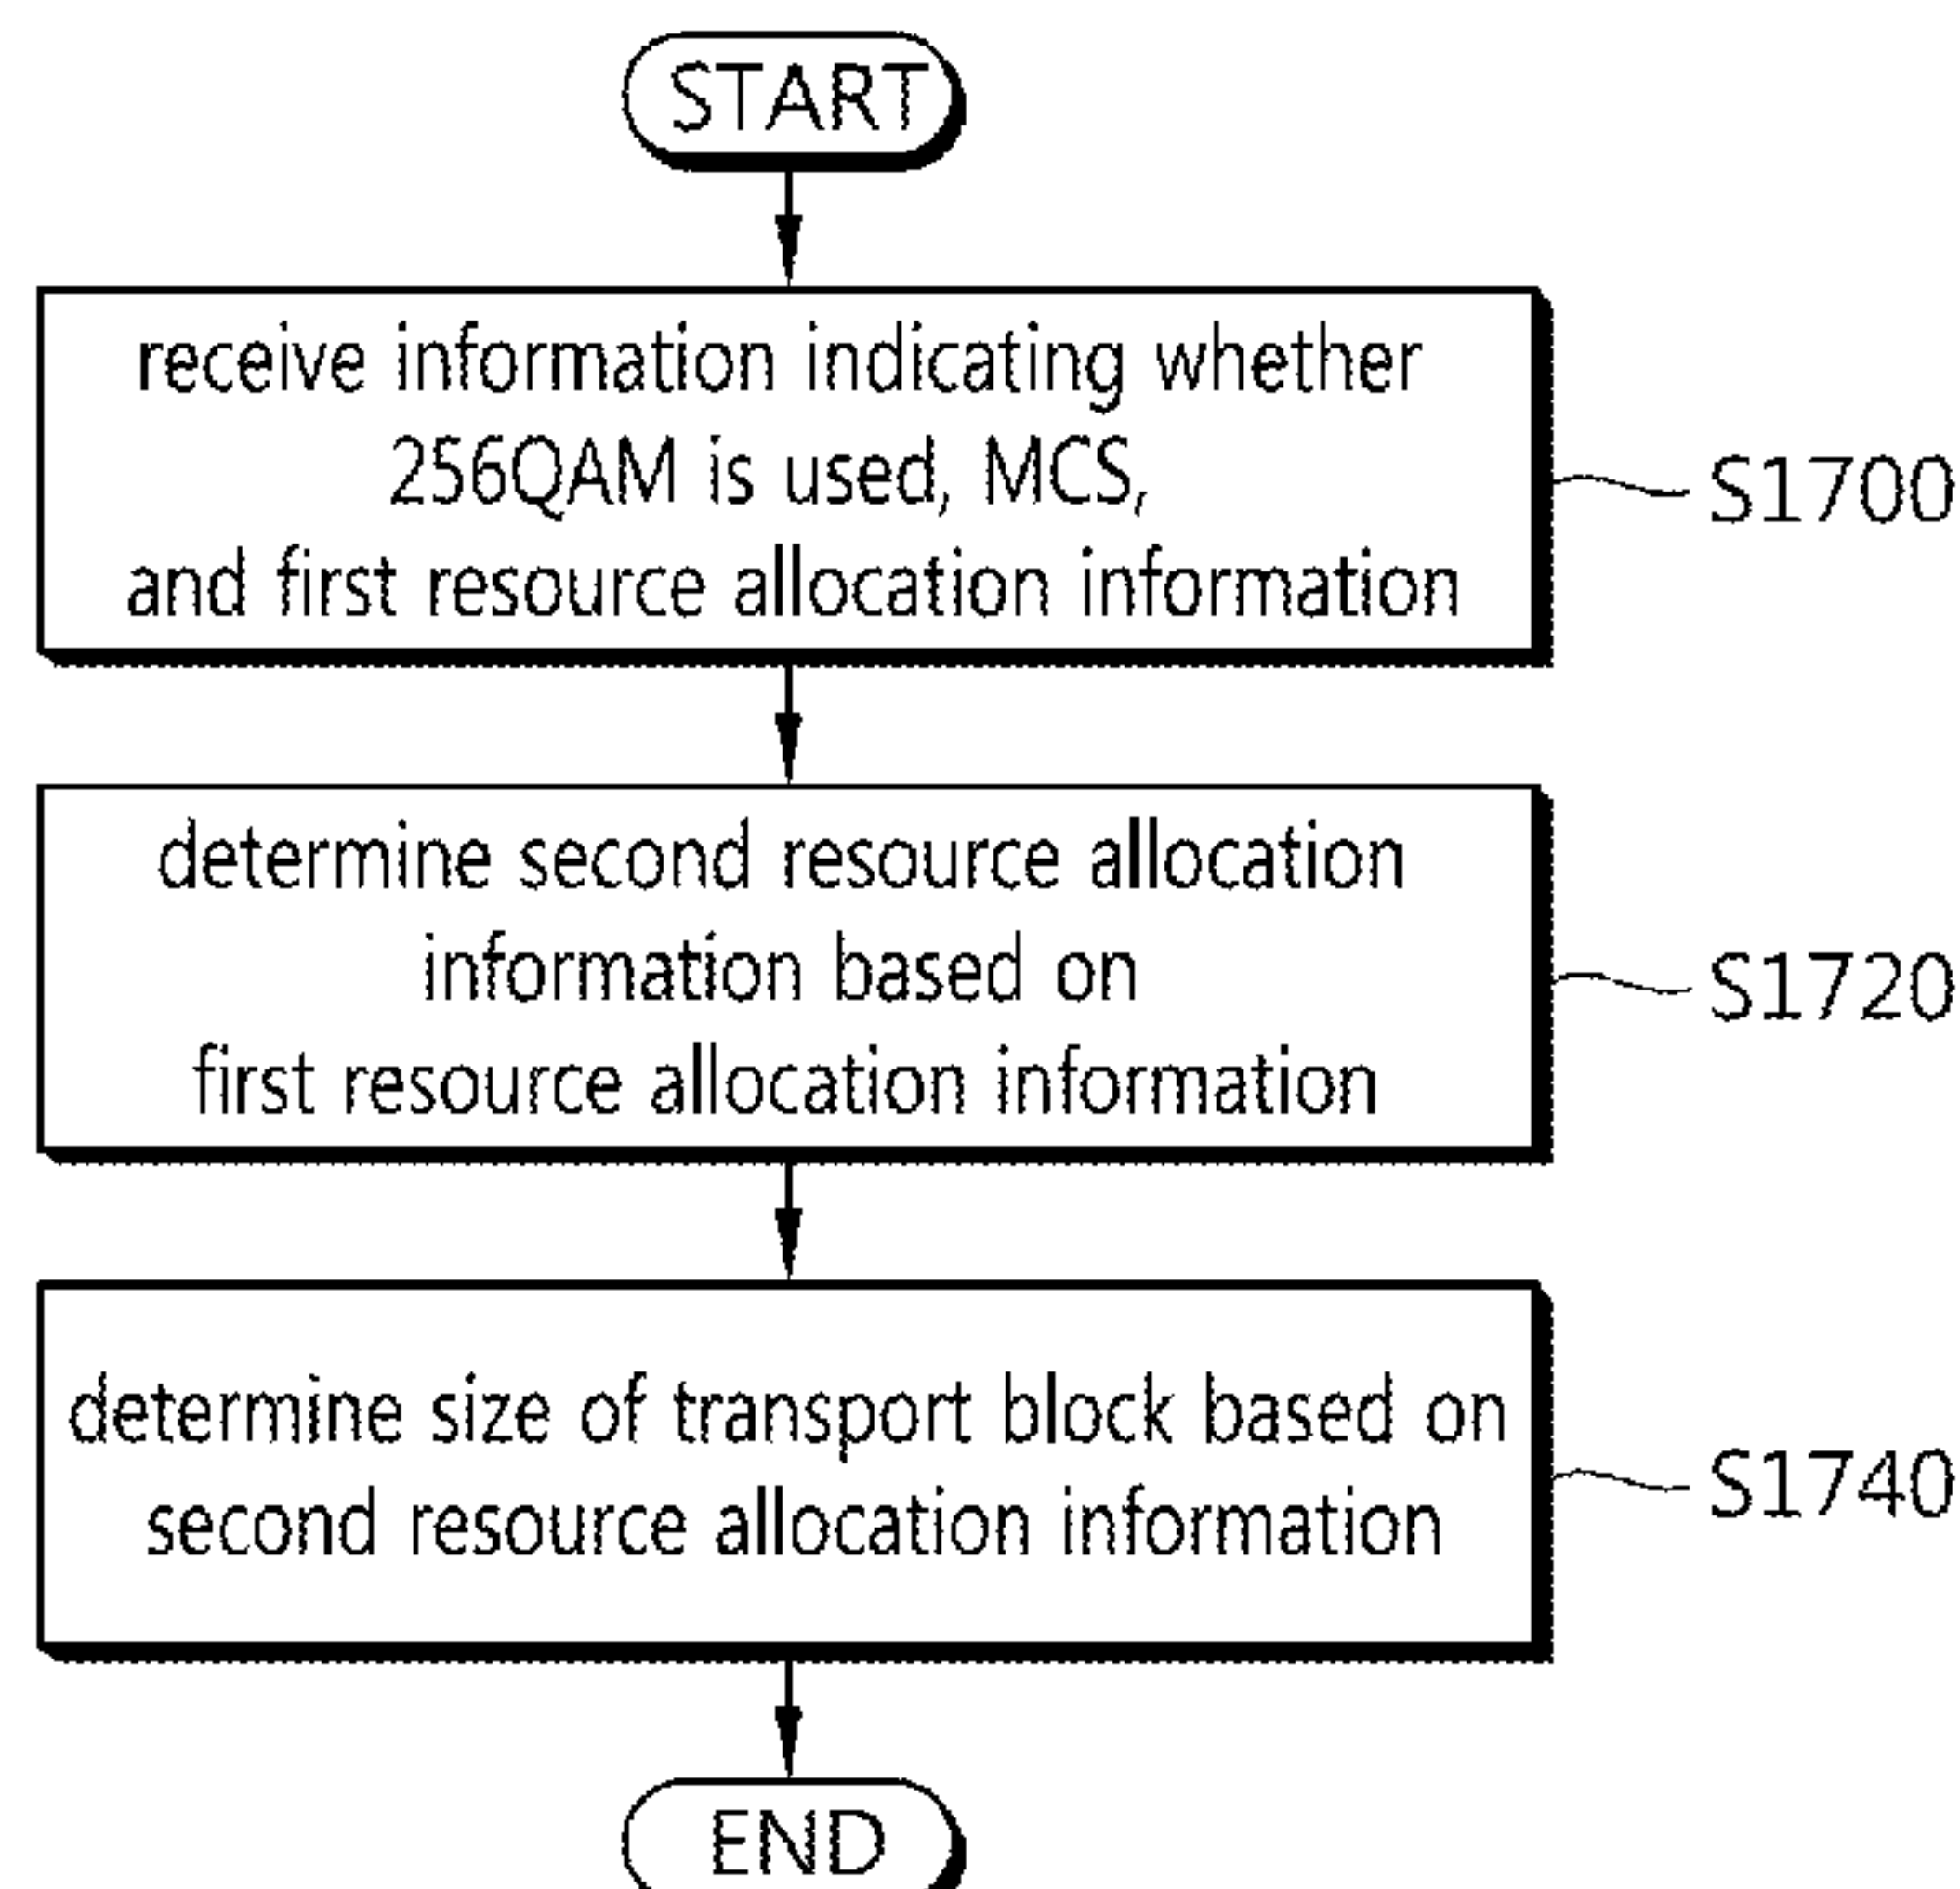 START
receive information indicating whether
256QAM is used, MCS,
and first resource allocation information
S1700
determine second resource allocation
information based on
first resource allocation information
S1720
determine size of transport block based on
second resource allocation information
S1740
END